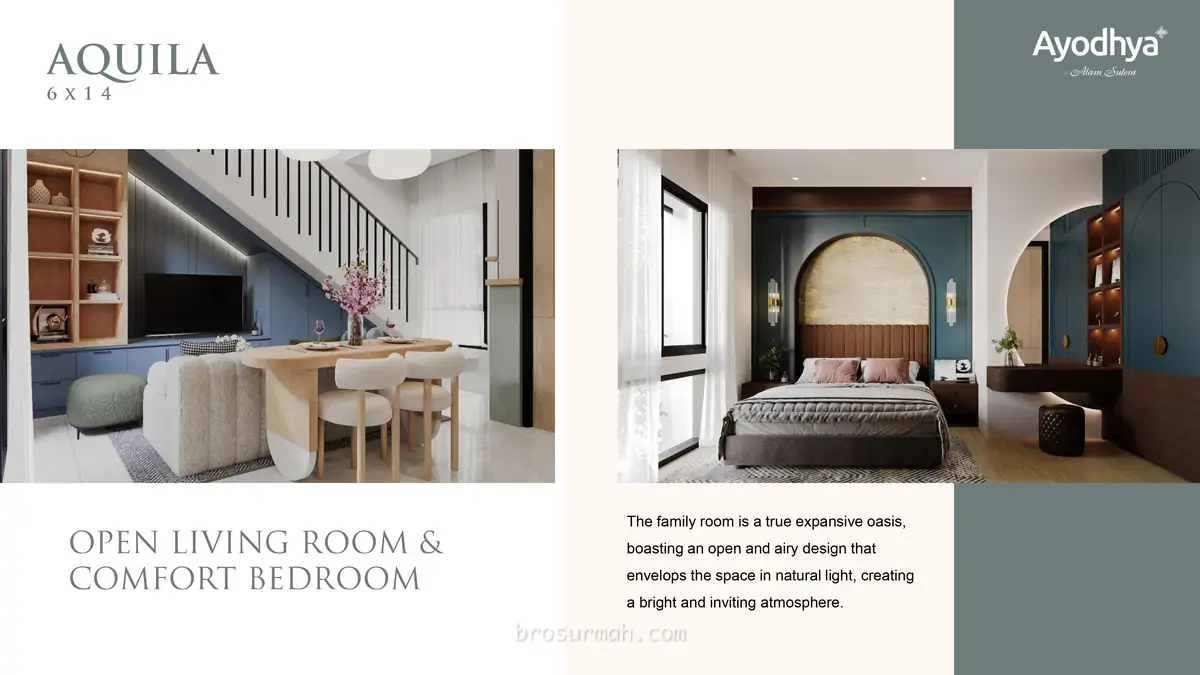 AQUILA
6 X 14
Ayodhya
Alam Sutera
OPEN LIVING ROOM &
COMFORT BEDROOM
The family room is a true expansive oasis,
boasting an open and airy design that
envelops the space in natural light, creating
a bright and inviting atmosphere.
brosurmah.com